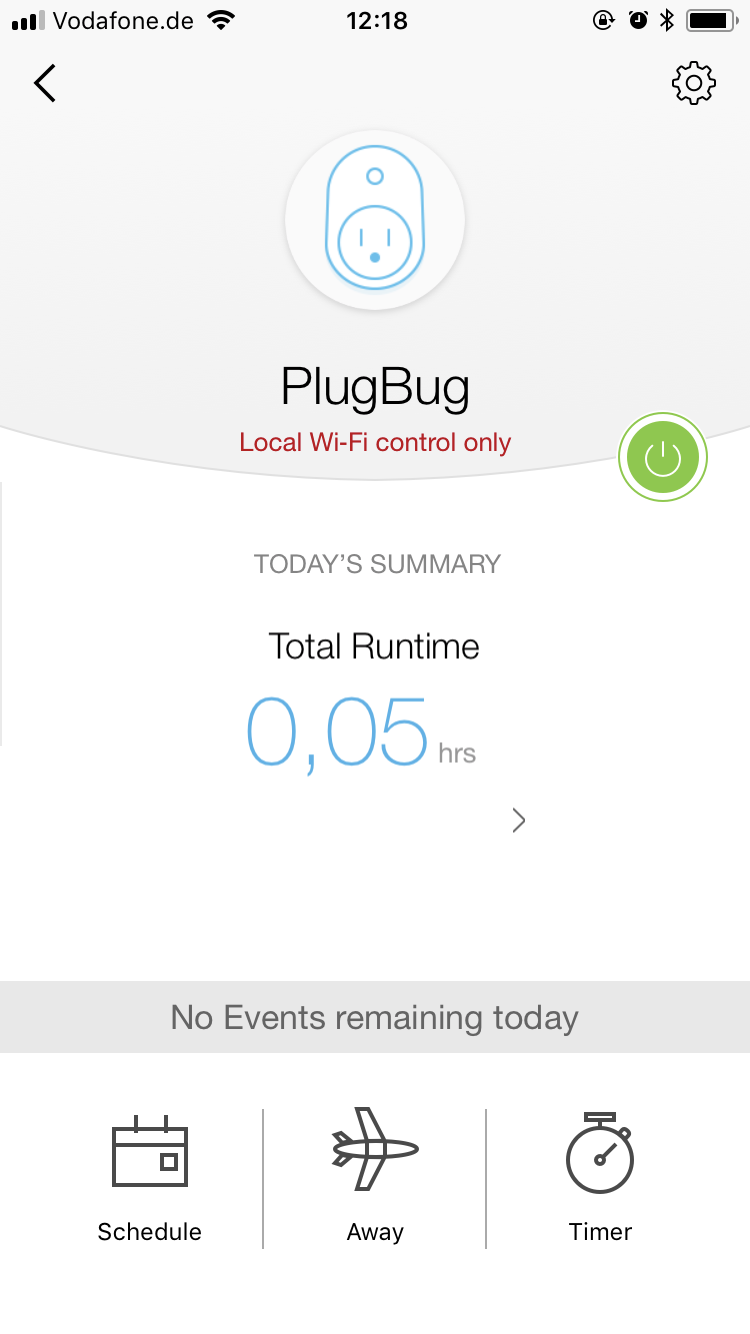 Vodafone.de 12:18
PlugBug
Local Wi-Fi control only
TODAY’S SUMMARY
Total Runtime
0,05 hrs
No Events remaining today
Schedule Away Timer